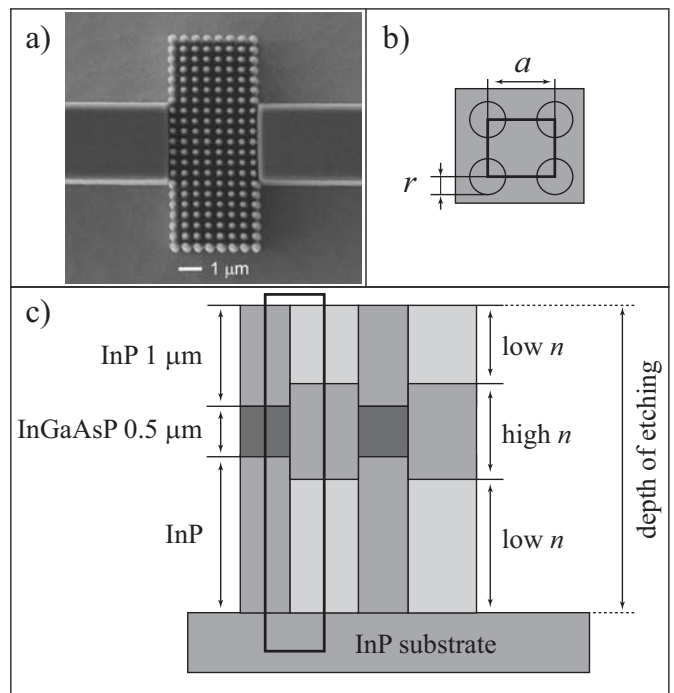 a)
1 μm
b)
a
r
c)
InP 1 μm
InGaAsP 0.5 μm
InP
low n
high n
low n
depth of etching
InP substrate